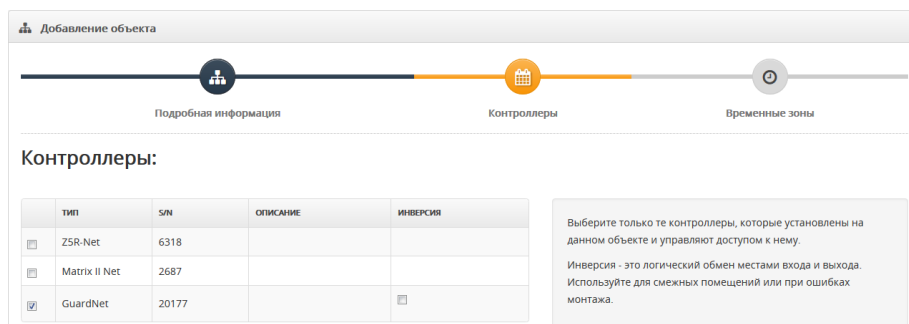 Добавление объекта
Подробная информация
Контроллеры
Временные зоны
Контроллеры:
ТИП S/N ОПИСАНИЕ ИНВЕРСИЯ
Z5R-Net 6318
Matrix II Net 2687
GuardNet 20177
Выберите только те контроллеры, которые установлены на
данном объекте и управляют доступом к нему.
Инверсия - это логический обмен местами входа и выхода.
Используйте для смежных помещений или при ошибках
монтажа.